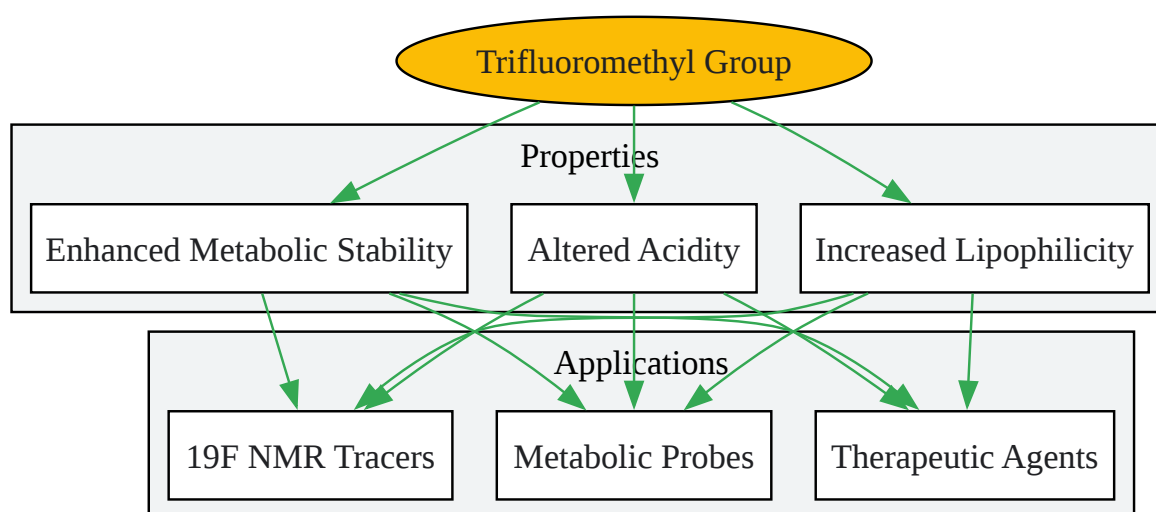 Trifluoromethyl Group
Properties
Enhanced Metabolic Stability
Altered Acidity
Increased Lipophilicity
Applications
19F NMR Tracers
Metabolic Probes
Therapeutic Agents